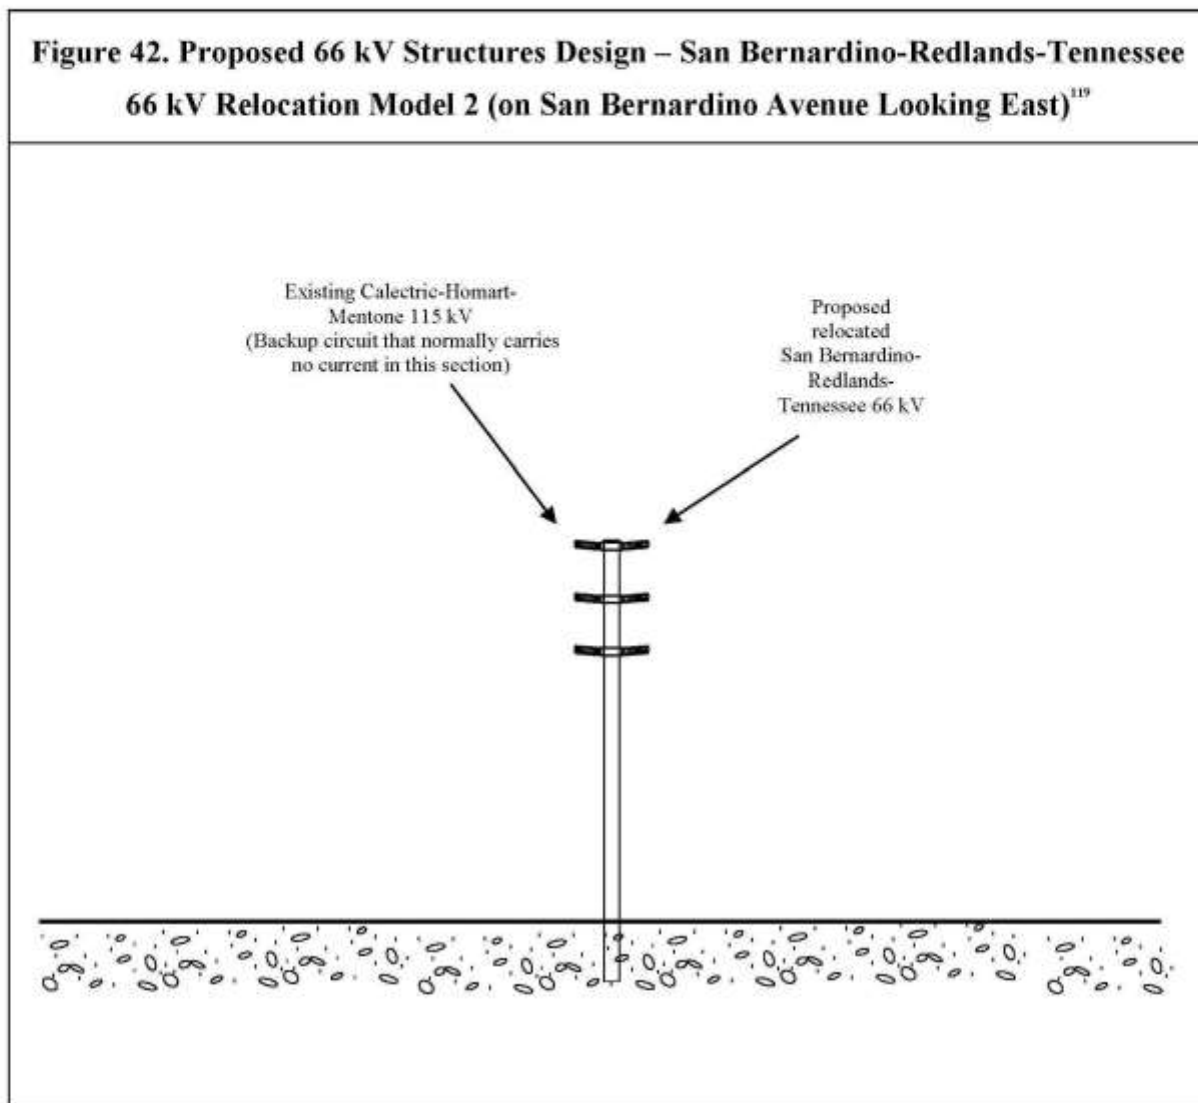 Figure 42. Proposed 66 kV Structures Design – San Bernardino-Redlands-Tennessee
66 kV Relocation Model 2 (on San Bernardino Avenue Looking East)119
Existing Calectric-Homart-
Mentone 115 kV
(Backup circuit that normally carries
no current in this section)
Proposed
relocated
San Bernardino-
Redlands-
Tennessee 66 kV